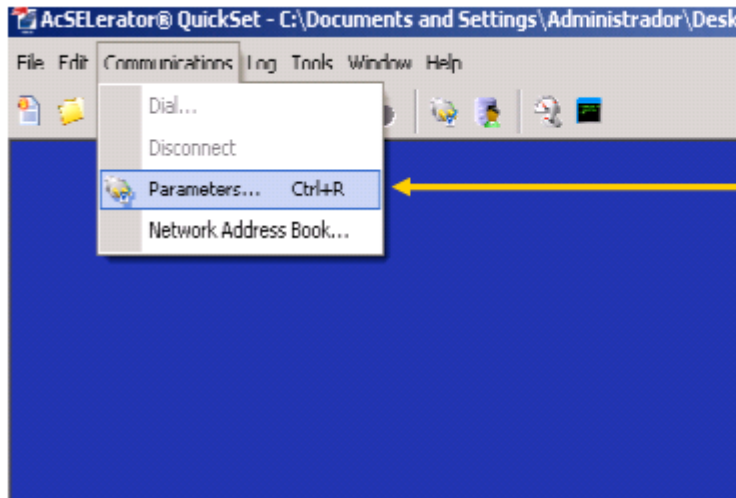 AcSELerator® QuickSet - C:\Documents and Settings\Administrador\Desk
File Edit Communications Log Tools Window Help
Dial...
Disconnect
Parameters... Ctrl+R
Network Address Book...